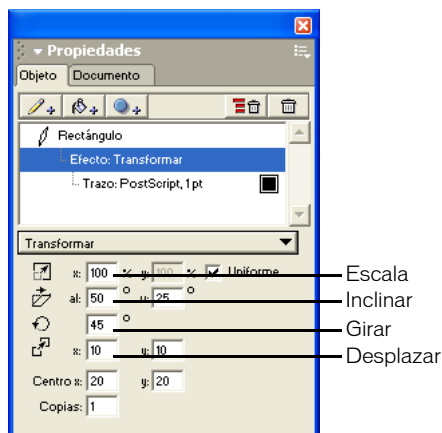 Propiedades
Objeto Documento
Rectángulo
Efecto: Transformar
Trazo: PostScript, 1 pt
Transformar
x: 100 % y: 100 % Uniforme
Escala
al: 50 ° u: 25 °
Inclinar
45 °
Girar
x: 10 y: 10
Desplazar
Centro x: 20 y: 20
Copias: 1